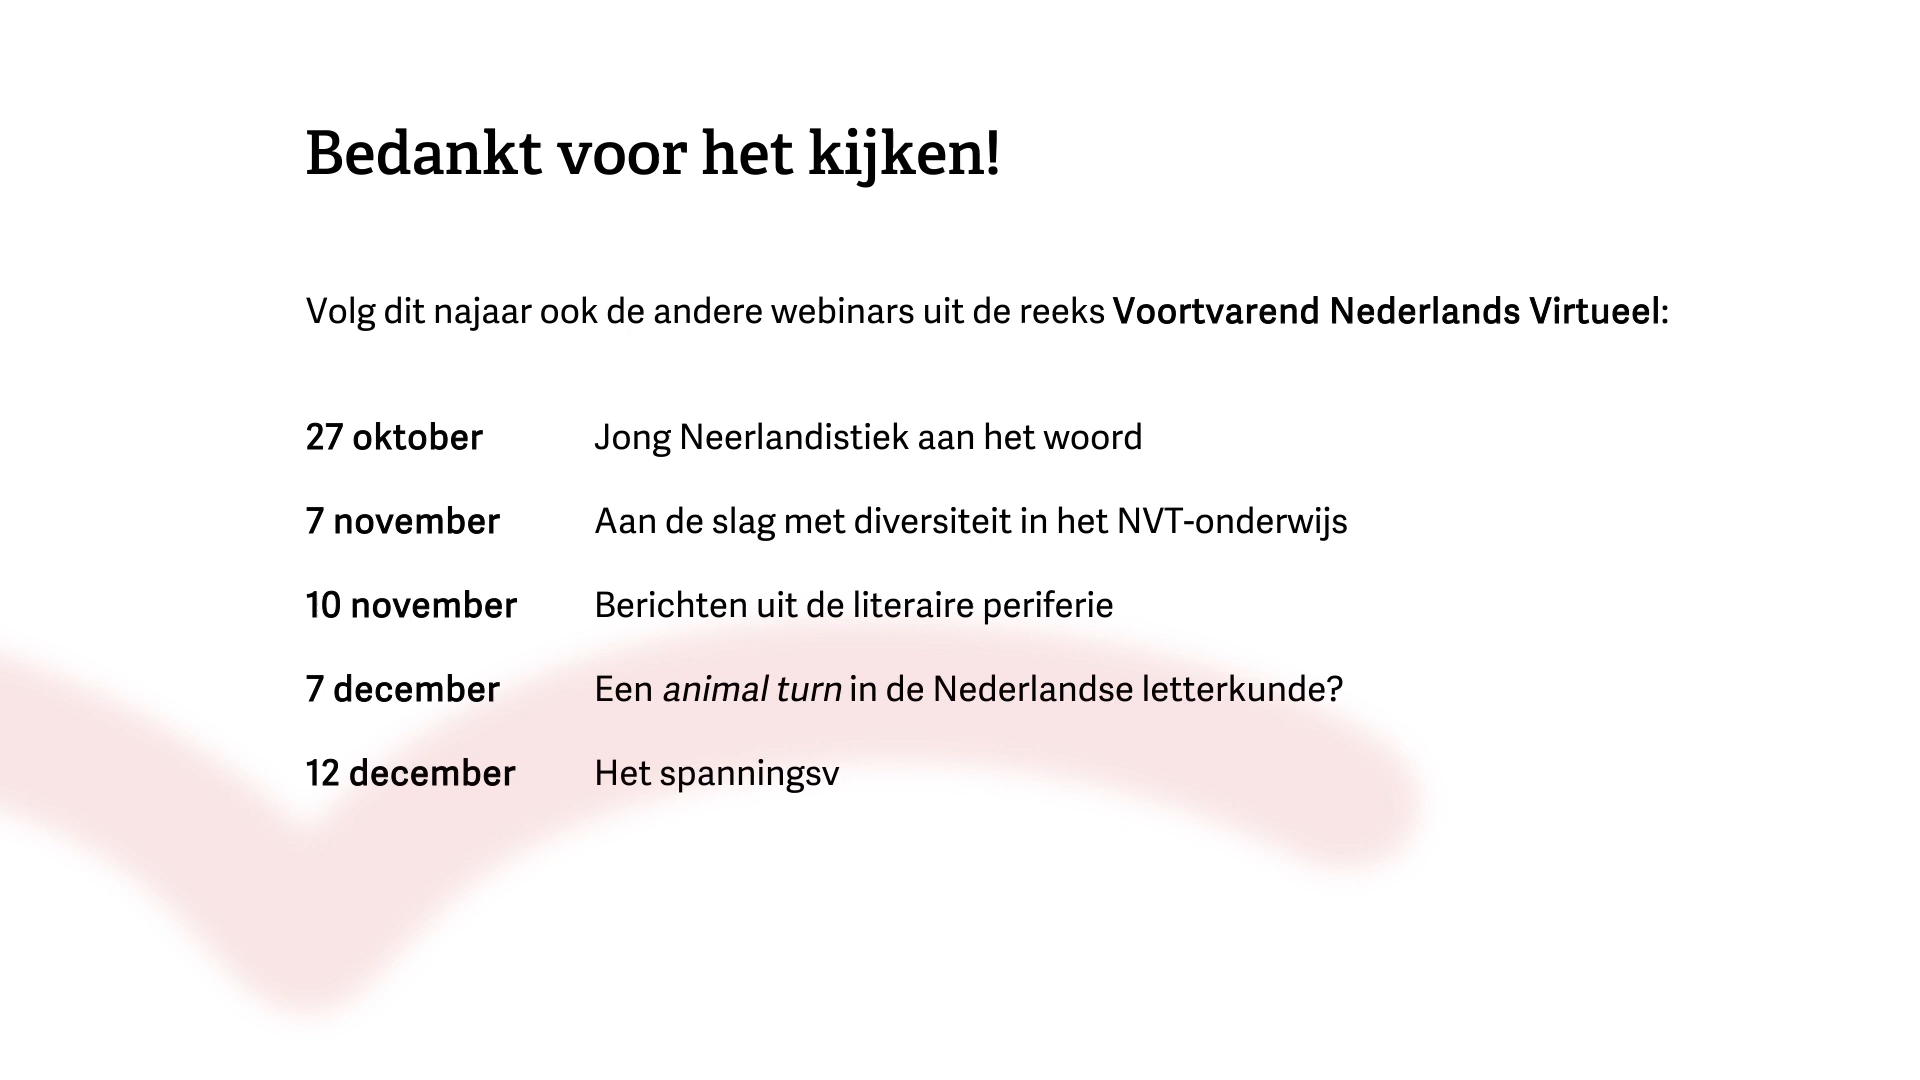 Bedankt voor het kijken!
Volg dit najaar ook de andere webinars uit de reeks Voortvarend Nederlands Virtueel:
27 oktober Jong Neerlandistiek aan het woord
7 november Aan de slag met diversiteit in het NVT-onderwijs
10 november Berichten uit de literaire periferie
7 december Een animal turn in de Nederlandse letterkunde?
12 december Het spanningsv